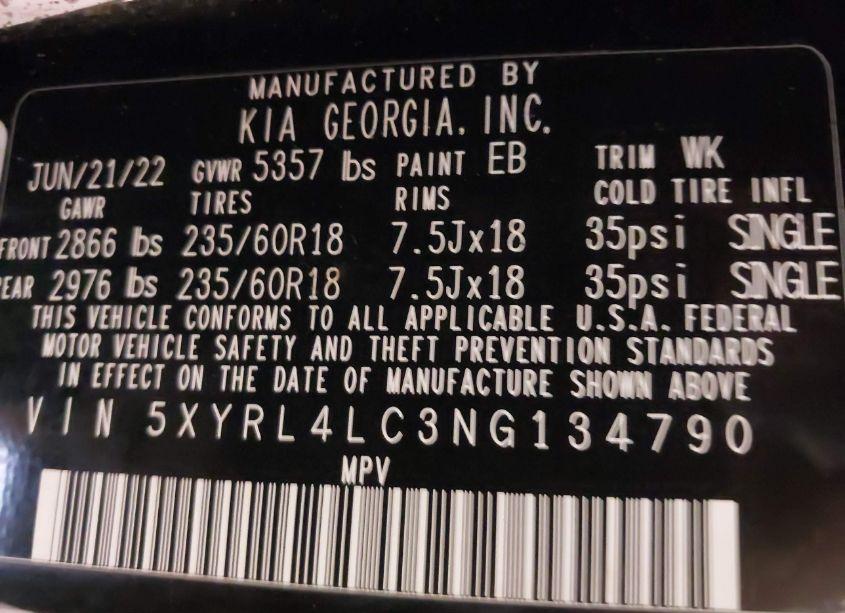 MANUFACTURED BY
KIA GEORGIA, INC.
JUN/21/22 GVWR 5357 lbs PAINT EB TRIM WK
GAWR TIRES RIMS COLD TIRE INFL
FRONT 2866 lbs 235/60R18 7.5Jx18 35psi SINGLE
REAR 2976 lbs 235/60R18 7.5Jx18 35psi SINGLE
THIS VEHICLE CONFORMS TO ALL APPLICABLE U.S.A. FEDERAL
MOTOR VEHICLE SAFETY AND THEFT PREVENTION STANDARDS
IN EFFECT ON THE DATE OF MANUFACTURE SHOWN ABOVE
VIN 5XYRL4LC3NG134790
MPV